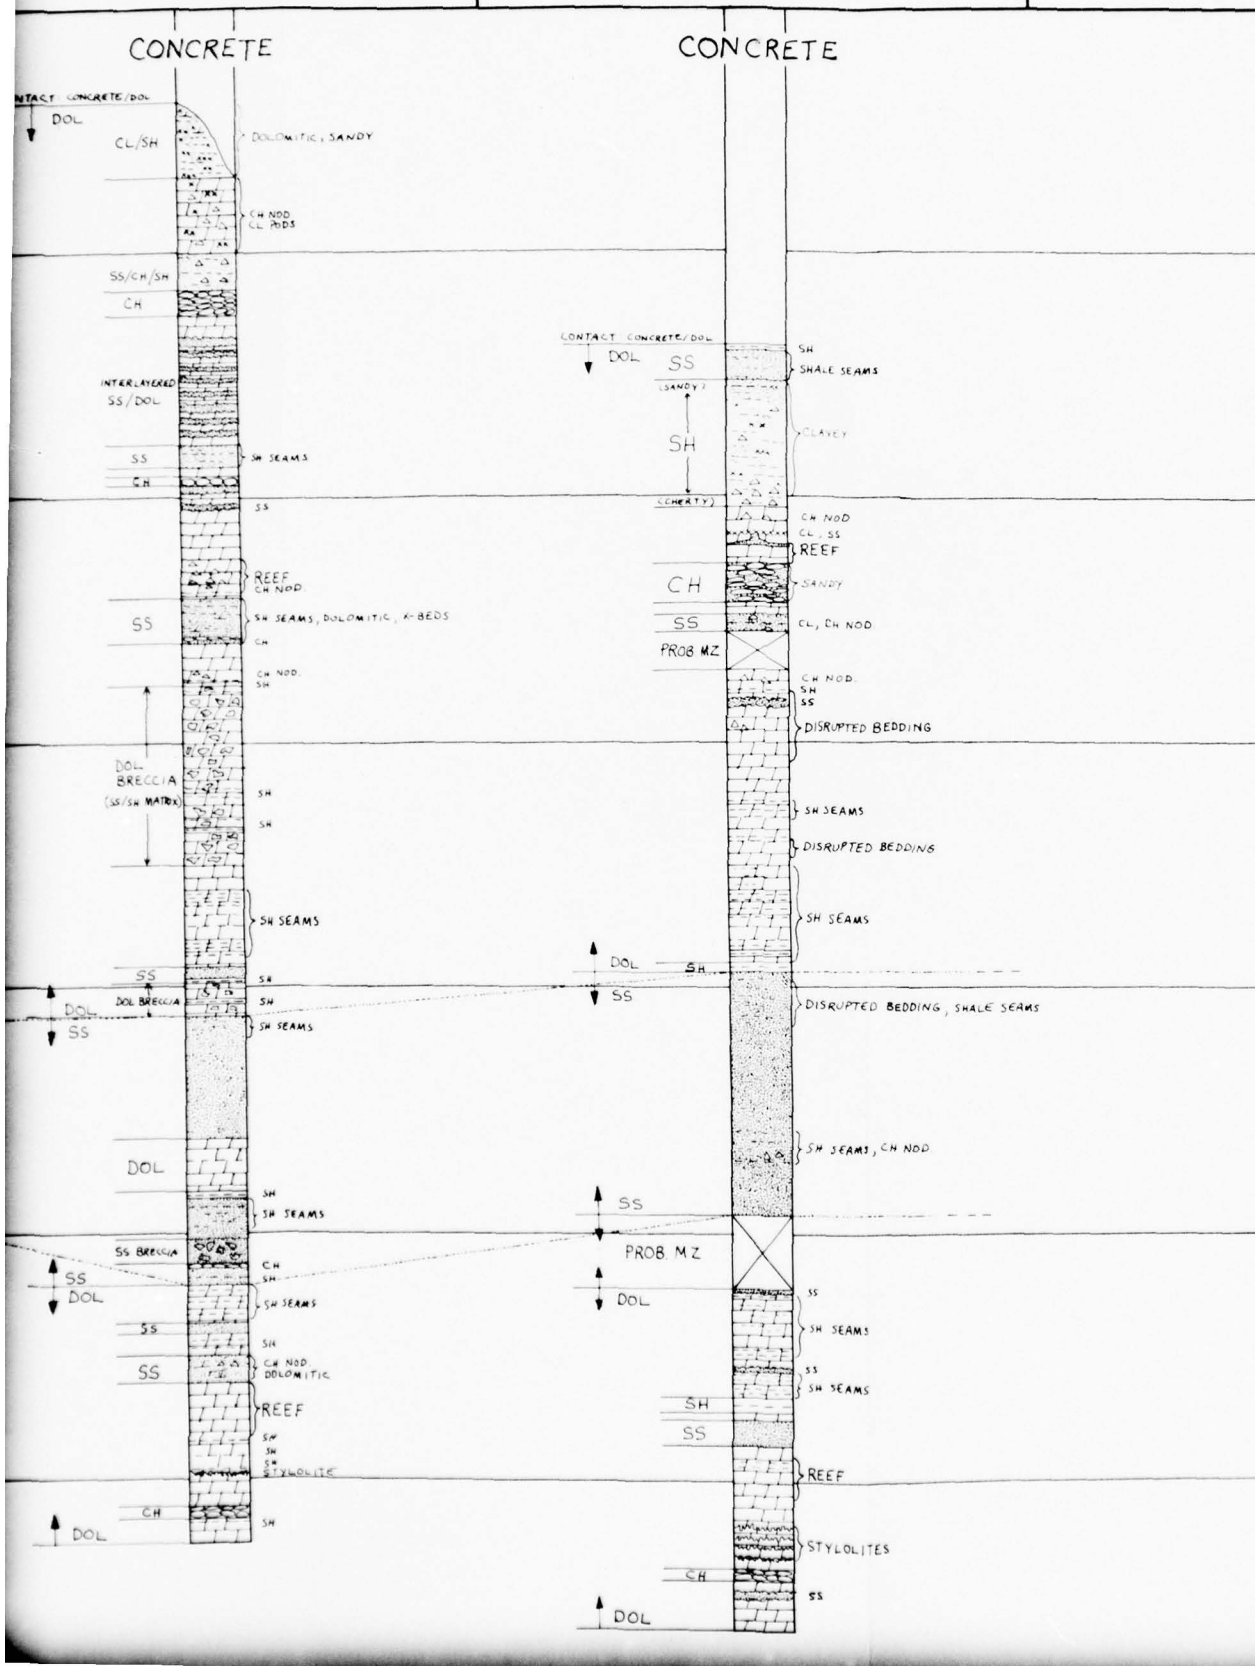 CONCRETE
CONTACT: CONCRETE/DOL
DOL
CL/SH
DOLOMITIC, SANDY
CH NOD
CL PODS
SS/CH/SH
CH
INTERLAYERED
SS/DOL
SS
SH SEAMS
CH
SS
REEF
CH NOD.
SS
SH SEAMS, DOLOMITIC, X-BEDS
CH
CH NOD.
SH
DOL
BRECCIA
(SS/SH MATRIX)
SH
SH
SH SEAMS
SS
SH
DOL BRECCIA
SH
DOL
SS
SH SEAMS
DOL
SH
SH SEAMS
SS BRECCIA
CH
SH
SS
DOL
SH SEAMS
SS
SH
SS
CH NOD.
DOLOMITIC
REEF
SH
SH
SH
STYLOLITE
CH
SH
DOL
CONCRETE
CONTACT: CONCRETE/DOL
DOL
SS
SH
SHALE SEAMS
(SANDY)
SH
CLAYEY
(CHERTY)
CH NOD
CL, SS
REEF
CH
SANDY
SS
CL, CH NOD
PROB MZ
CH NOD.
SH
SS
DISRUPTED BEDDING
SH SEAMS
DISRUPTED BEDDING
SH SEAMS
DOL
SH
SS
DISRUPTED BEDDING, SHALE SEAMS
SH SEAMS, CH NOD
SS
PROB. MZ
DOL
SS
SH SEAMS
SS
SH SEAMS
SH
SS
REEF
STYLOLITES
CH
SS
DOL